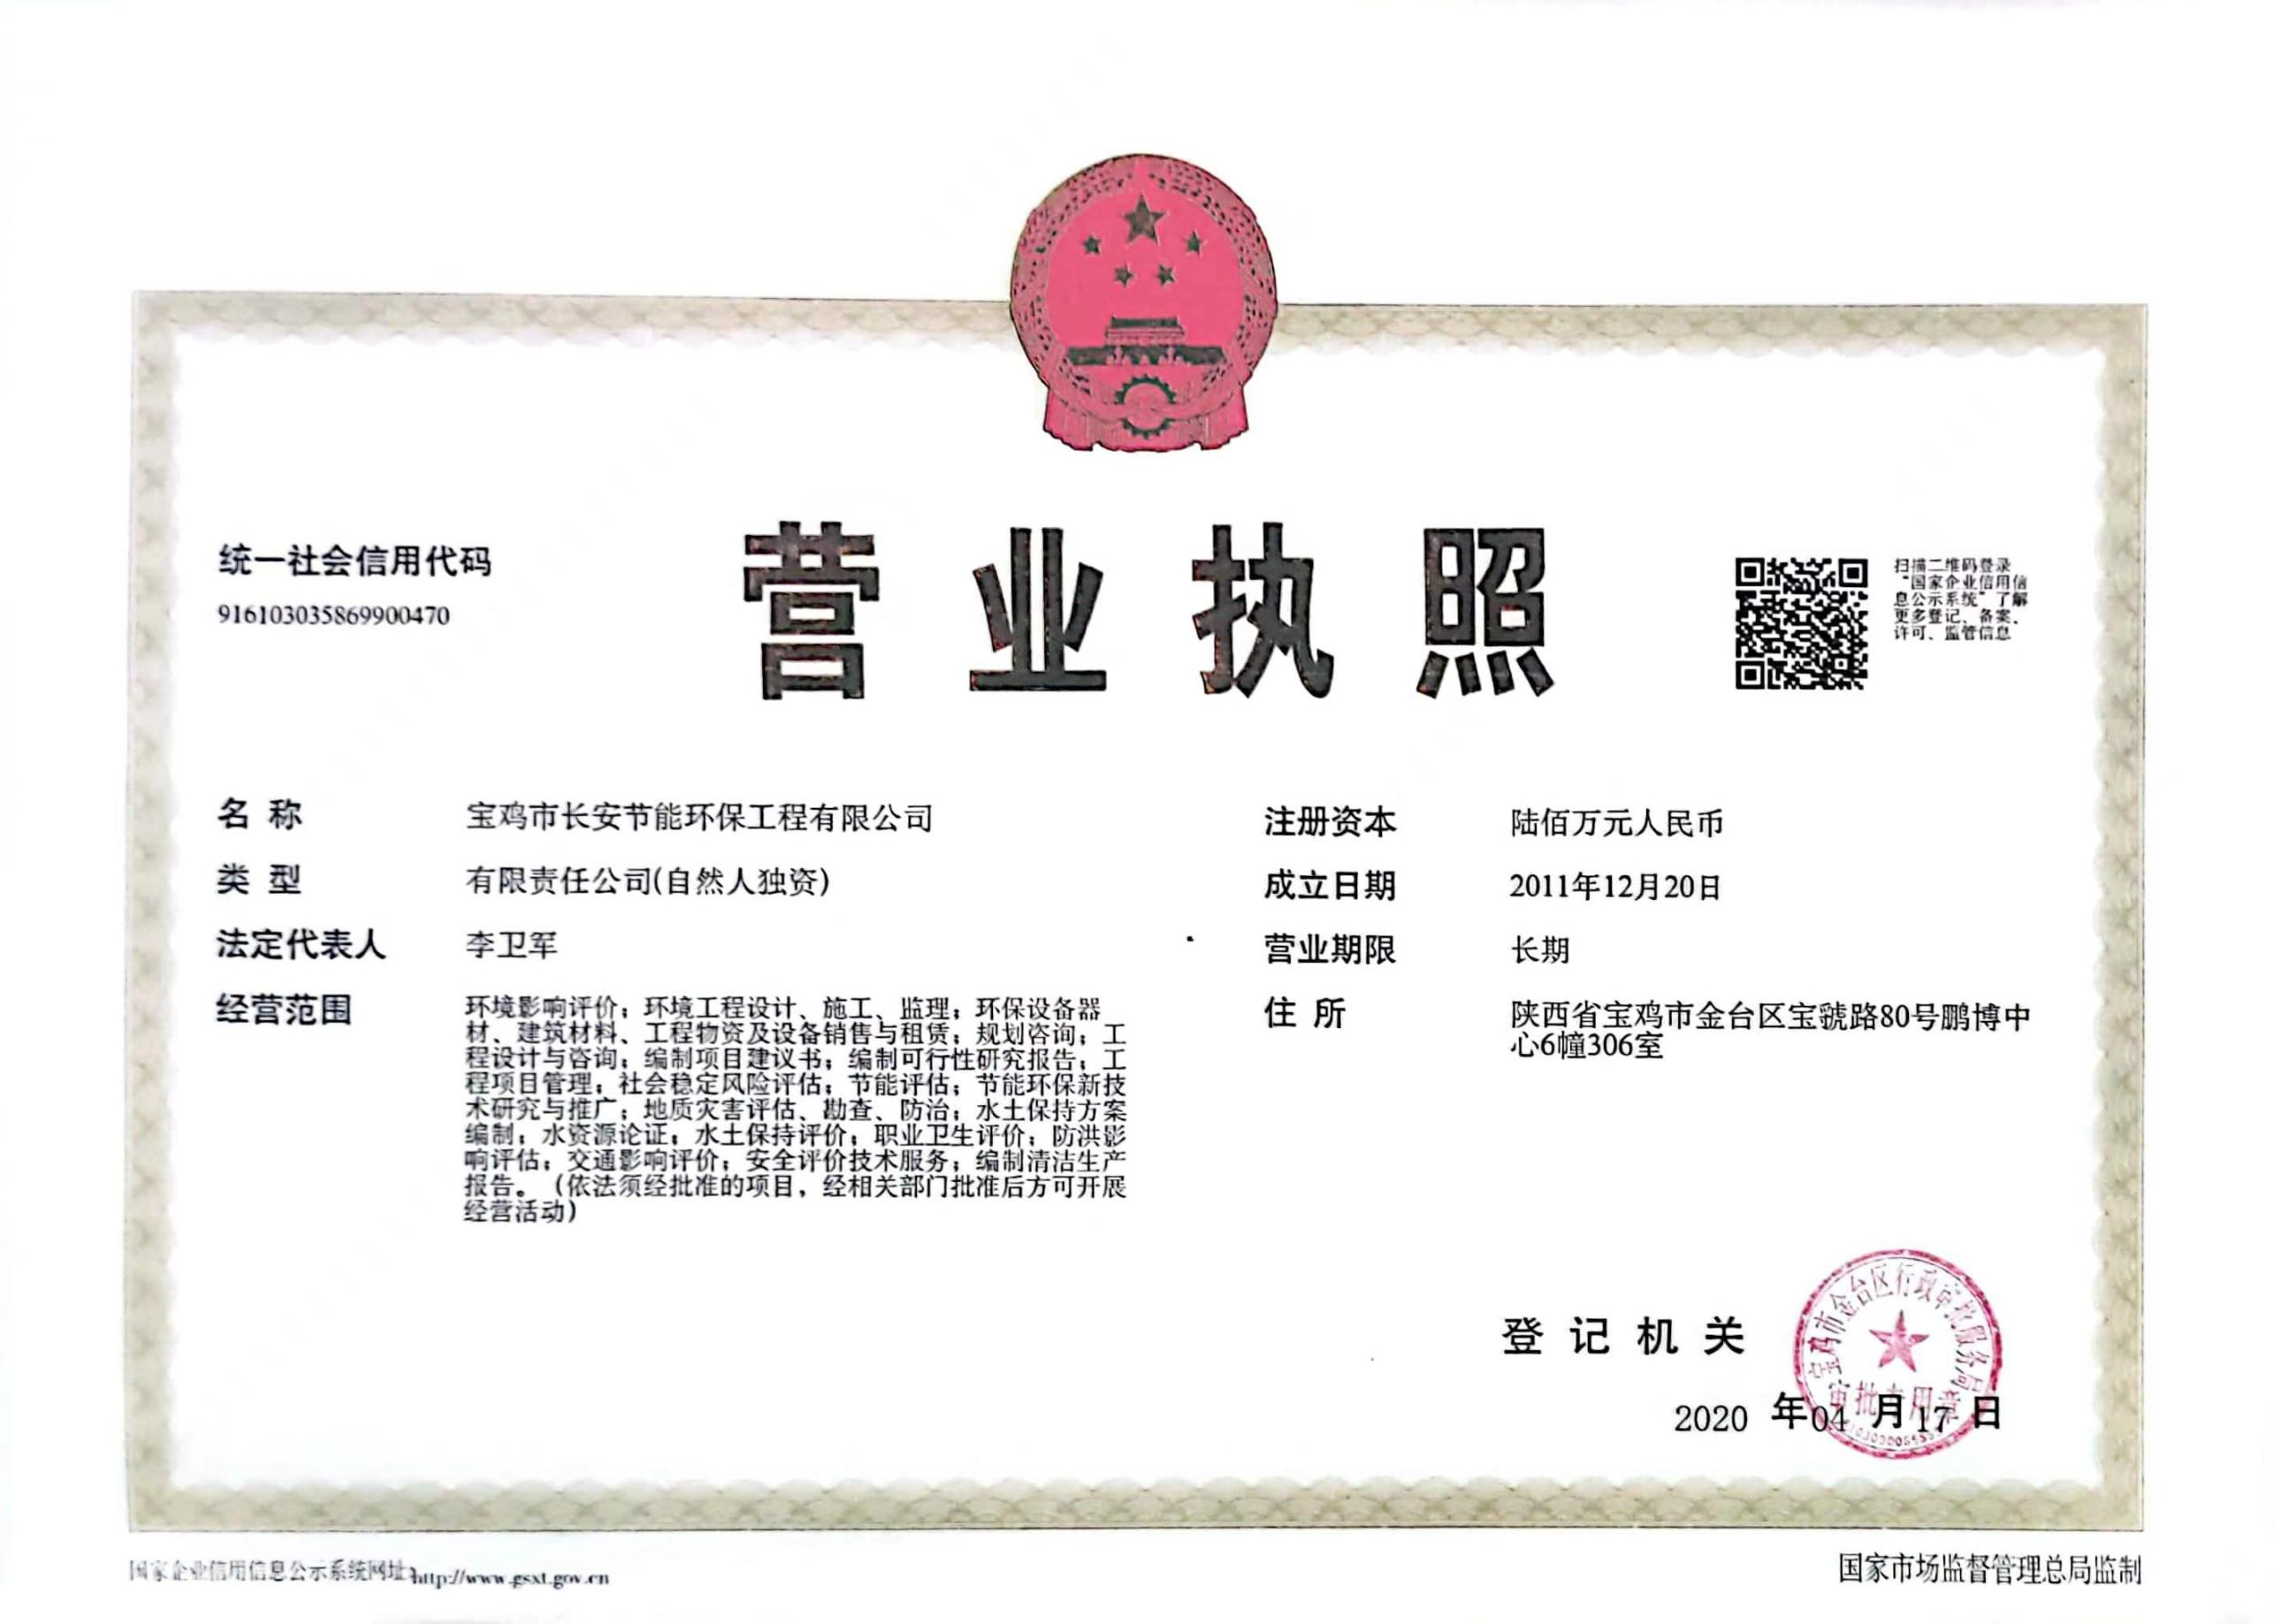 营业执照
统一社会信用代码
916103035869900470
扫描二维码登录
“国家企业信用信
息公示系统”了解
更多登记、备案、
许可、监管信息
名 称 宝鸡市长安节能环保工程有限公司
类 型 有限责任公司(自然人独资)
法定代表人 李卫军
经营范围 环境影响评价；环境工程设计、施工、监理；环保设备器
材、建筑材料、工程物资及设备销售与租赁；规划咨询；工
程设计与咨询；编制项目建议书；编制可行性研究报告；工
程项目管理；社会稳定风险评估；节能评估；节能环保新技
术研究与推广；地质灾害评估、勘查、防治；水土保持方案
编制；水资源论证；水土保持评价；职业卫生评价；防洪影
响评估；交通影响评价；安全评价技术服务；编制清洁生产
报告。（依法须经批准的项目，经相关部门批准后方可开展
经营活动）
注册资本 陆佰万元人民币
成立日期 2011年12月20日
营业期限 长期
住 所 陕西省宝鸡市金台区宝虢路80号鹏博中
心6幢306室
登记机关
宝鸡市金台区行政审批服务局
审批专用章
2020 年04 月17 日
国家企业信用信息公示系统网址:http://www.gsxt.gov.cn
国家市场监督管理总局监制